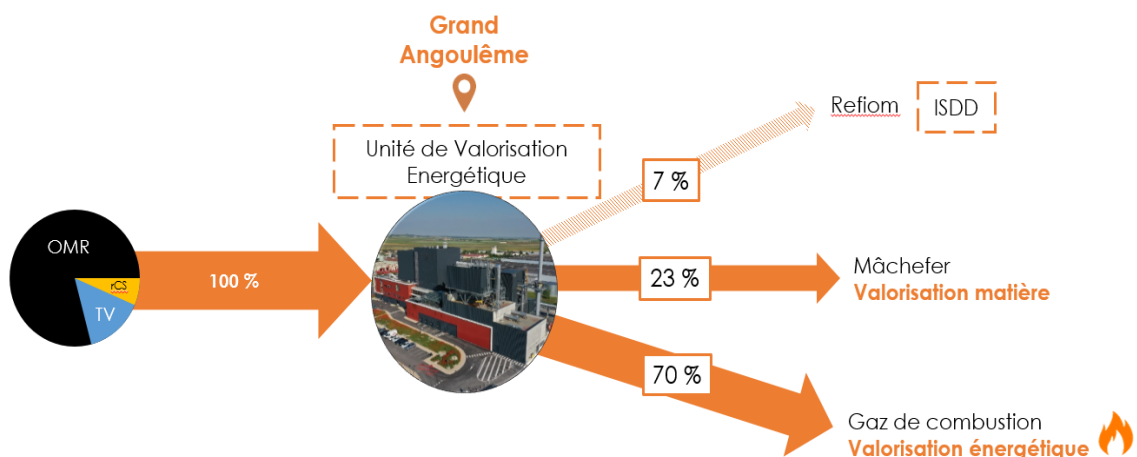 Grand
Angoulême
Unité de Valorisation
Energétique
Refiom
ISDD
7 %
OMR
rCS
TV
100 %
23 %
Mâchefer
Valorisation matière
70 %
Gaz de combustion
Valorisation énergétique